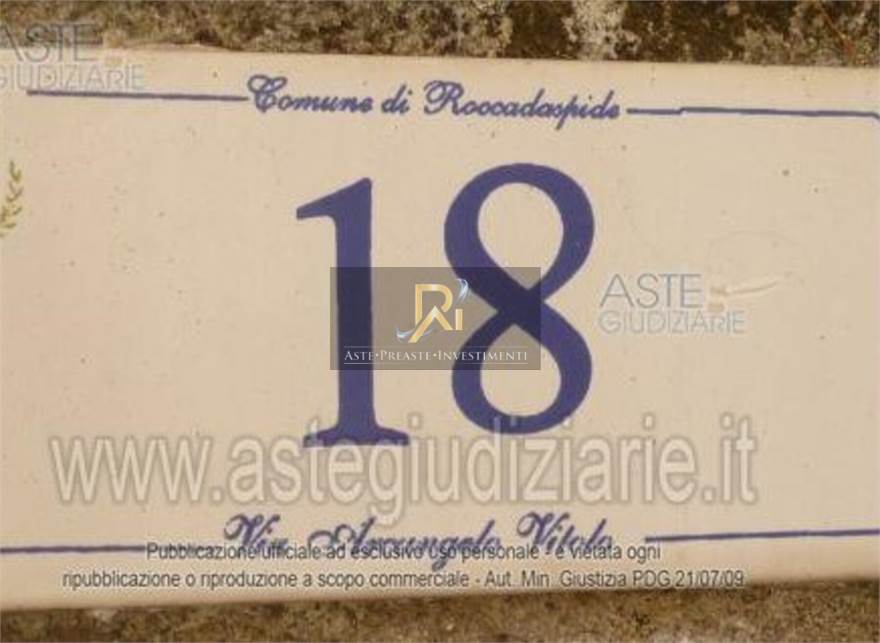 ASTE
GIUDIZIARIE
Comune di Roccadaspide
18
ASTE
GIUDIZIARIE
RAI
ASTE•PREASTE•INVESTIMENTI
www.astegiudiziarie.it
Via Arcangelo Vitolo
Pubblicazione ufficiale ad esclusivo uso personale - è vietata ogni
ripubblicazione o riproduzione a scopo commerciale - Aut. Min. Giustizia PDG 21/07/09